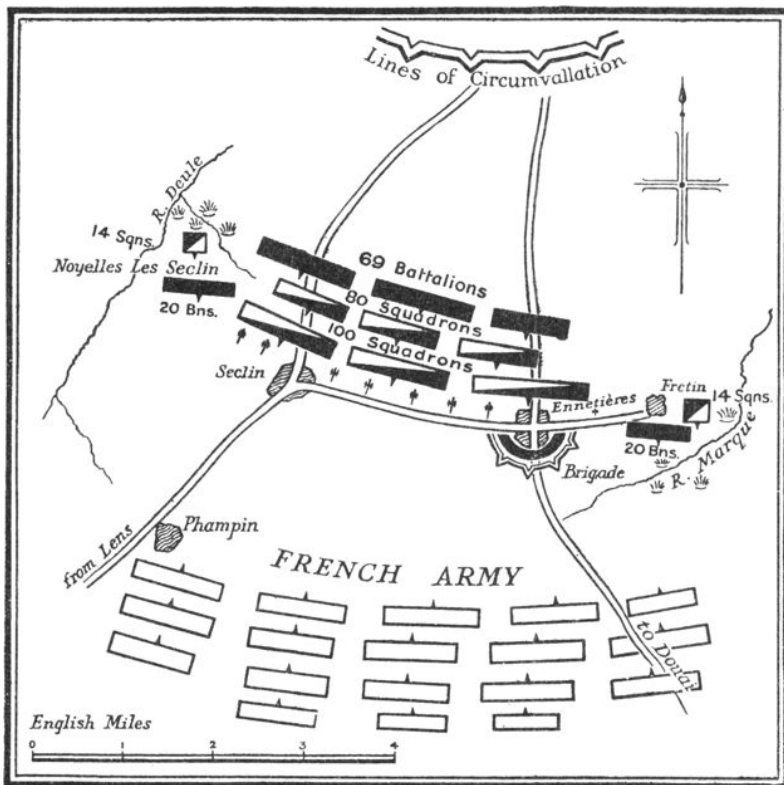 Lines of Circumvallation
R. Deule
14 Sqns.
Noyelles Les Seclin
20 Bns.
69 Battalions
80 Squadrons
100 Squadrons
Seclin
Ennetières
Fretin
14 Sqns.
20 Bns.
R. Marque
Brigade
from Lens
Phampin
FRENCH ARMY
to Douai
English Miles
0 1 2 3 4